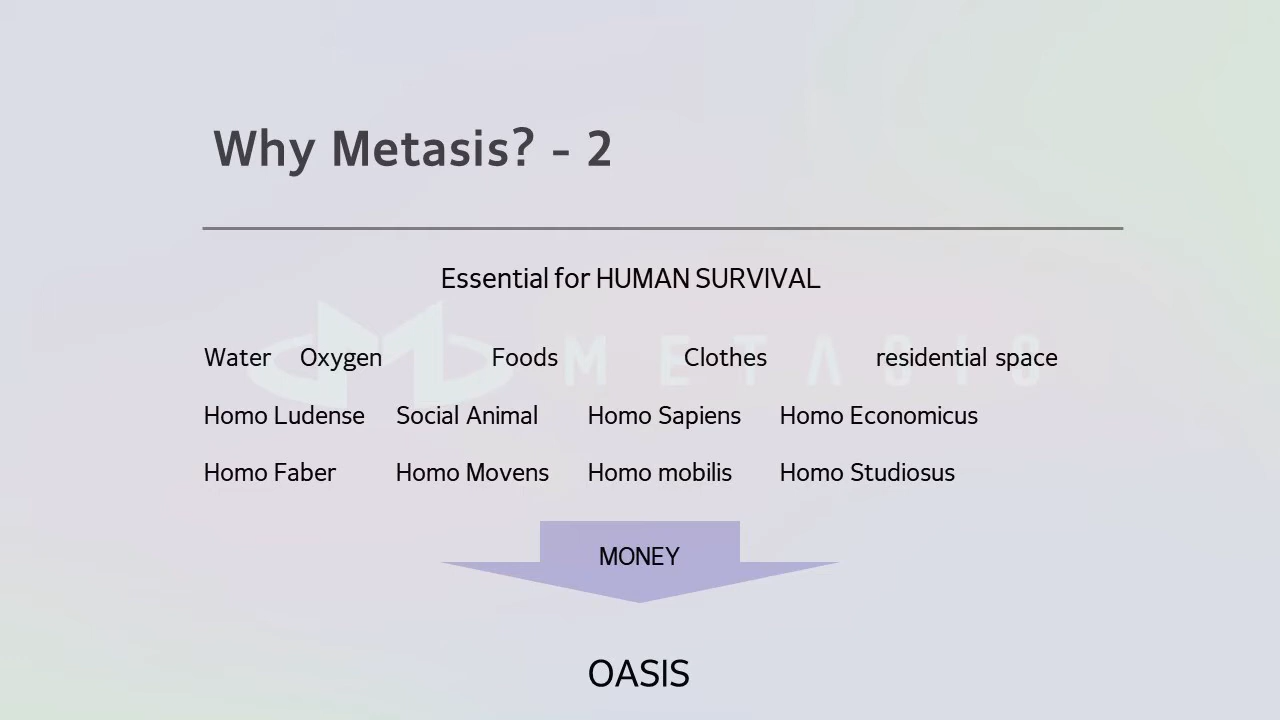 Why Metasis? - 2
Essential for HUMAN SURVIVAL
Water Oxygen Foods Clothes residential space
METASIS
Homo Ludense Social Animal Homo Sapiens Homo Economicus
Homo Faber Homo Movens Homo mobilis Homo Studiosus
MONEY
OASIS